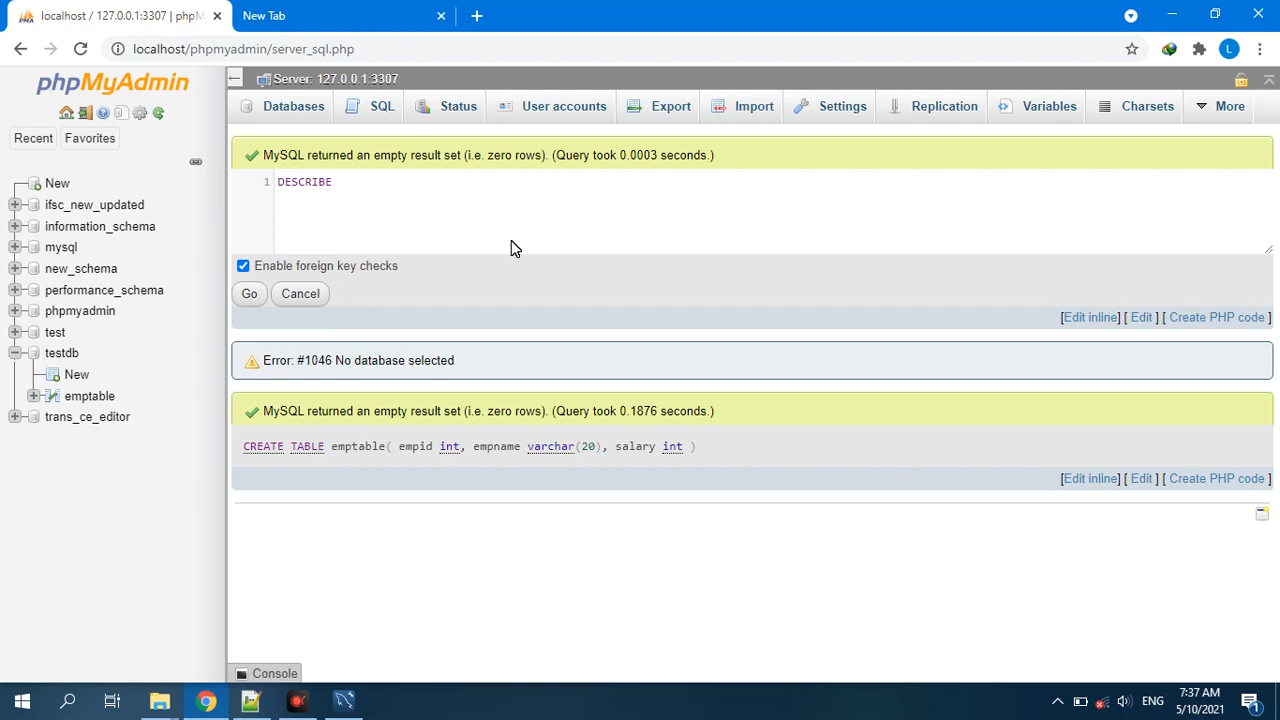 localhost / 127.0.0.1:3307 | phpM
New Tab
localhost/phpmyadmin/server_sql.php
L
phpMyAdmin
Recent
Favorites
New
ifsc_new_updated
information_schema
mysql
new_schema
performance_schema
phpmyadmin
test
testdb
New
emptable
trans_ce_editor
Server: 127.0.0.1:3307
Databases
SQL
Status
User accounts
Export
Import
Settings
Replication
Variables
Charsets
More
MySQL returned an empty result set (i.e. zero rows). (Query took 0.0003 seconds.)
1 DESCRIBE
Enable foreign key checks
Go
Cancel
[Edit inline] [ Edit ] [ Create PHP code ]
Error: #1046 No database selected
MySQL returned an empty result set (i.e. zero rows). (Query took 0.1876 seconds.)
CREATE TABLE emptable( empid int, empname varchar(20), salary int )
[Edit inline] [ Edit ] [ Create PHP code ]
Console
ENG
7:37 AM
5/10/2021
1